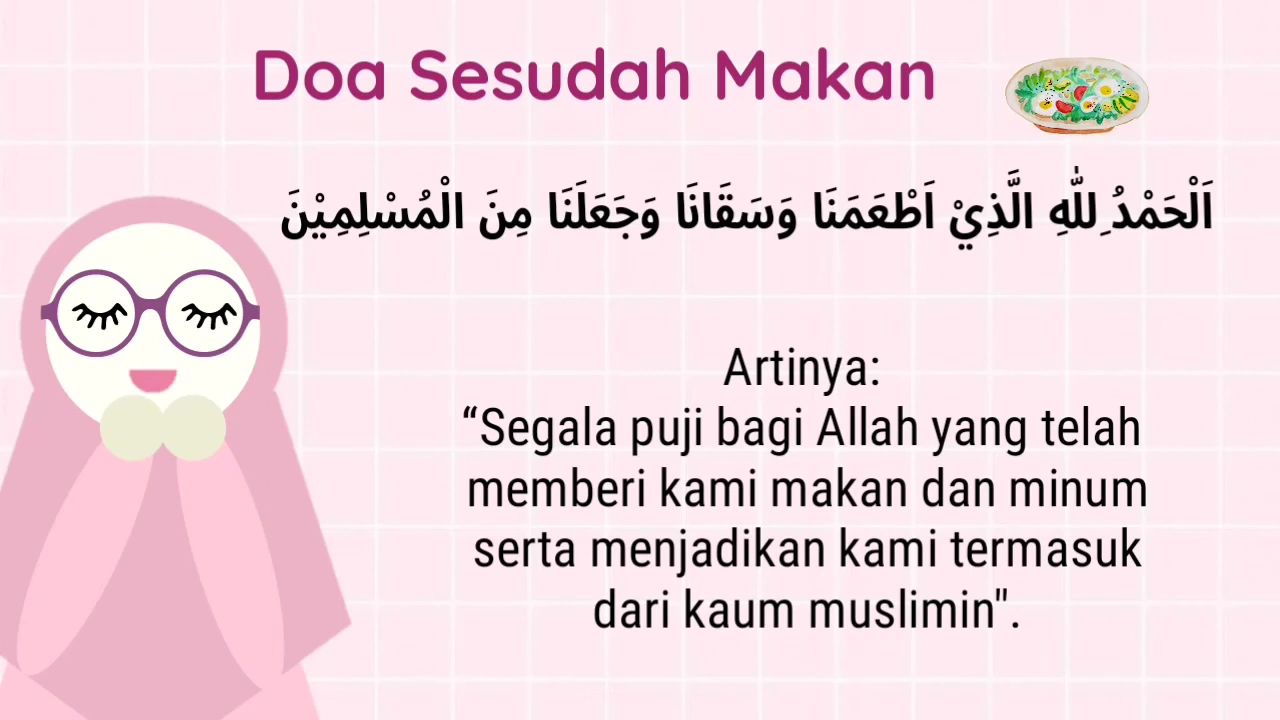 Doa Sesudah Makan
اَلْحَمْدُ ِللّٰهِ الَّذِيْ اَطْعَمَنَا وَسَقَانَا وَجَعَلَنَا مِنَ الْمُسْلِمِيْنَ
Artinya:
“Segala puji bagi Allah yang telah
memberi kami makan dan minum
serta menjadikan kami termasuk
dari kaum muslimin".